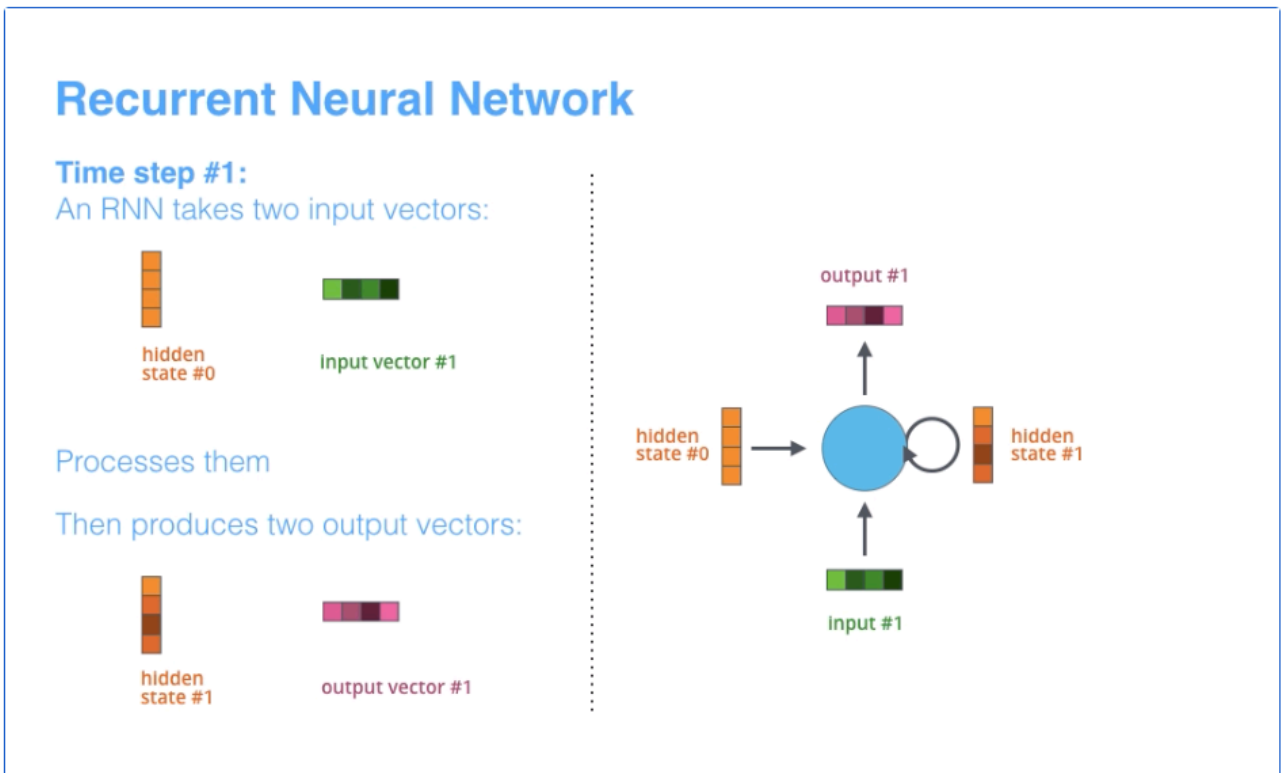 Recurrent Neural Network
Time step #1:
An RNN takes two input vectors:
hidden
state #0
input vector #1
Processes them
Then produces two output vectors:
hidden
state #1
output vector #1
output #1
hidden
state #0
hidden
state #1
input #1